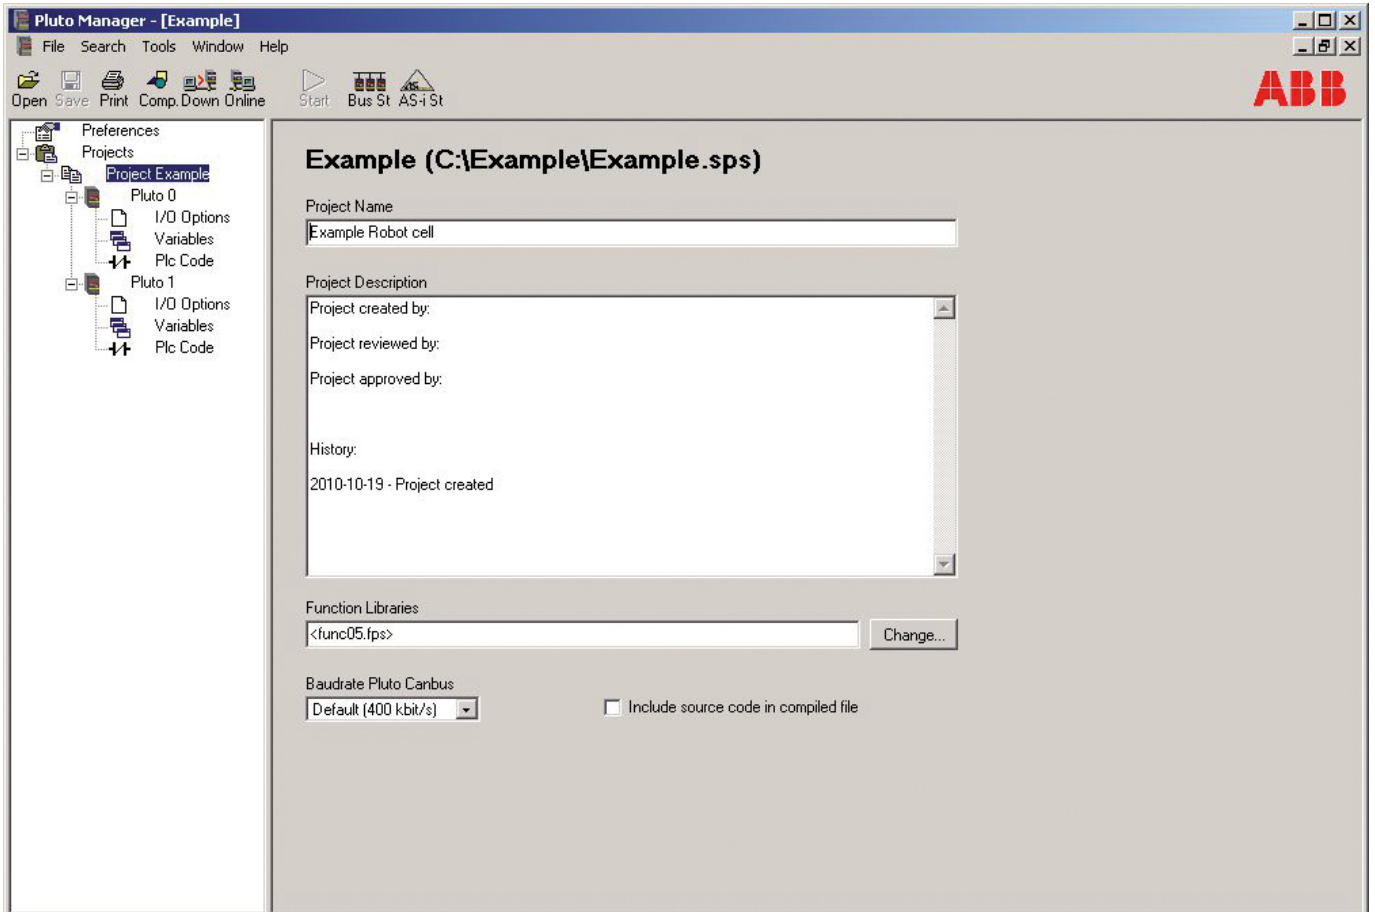 Pluto Manager - [Example]
File Search Tools Window Help
Open Save Print Comp. Down Online Start Bus St AS-i St
AS
ABB
Preferences
Projects
Project Example
Pluto 0
I/O Options
Variables
Plc Code
Pluto 1
I/O Options
Variables
Plc Code
Example (C:\Example\Example.sps)
Project Name
Example Robot cell
Project Description
Project created by:
Project reviewed by:
Project approved by:
History:
2010-10-19 - Project created
Function Libraries
<func05.fps>
Change...
Baudrate Pluto Canbus
Default (400 kbit/s)
Include source code in compiled file